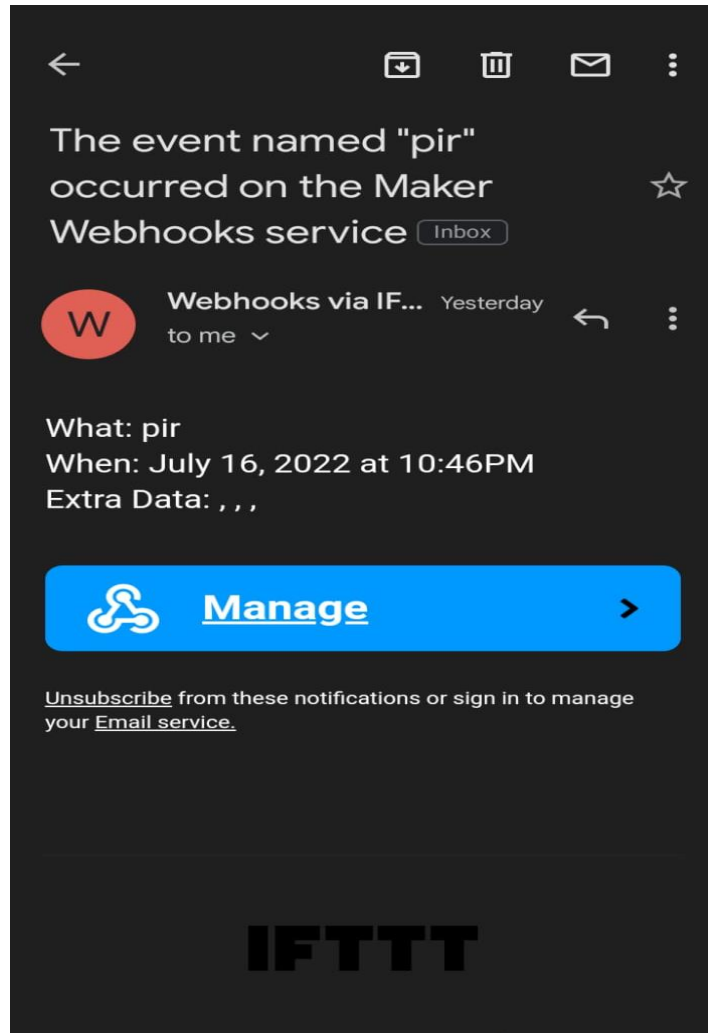 The event named "pir"
occurred on the Maker
Webhooks service Inbox
W
Webhooks via IF... Yesterday
to me
What: pir
When: July 16, 2022 at 10:46PM
Extra Data: , , ,
Manage
Unsubscribe from these notifications or sign in to manage
your Email service.
IFTTT